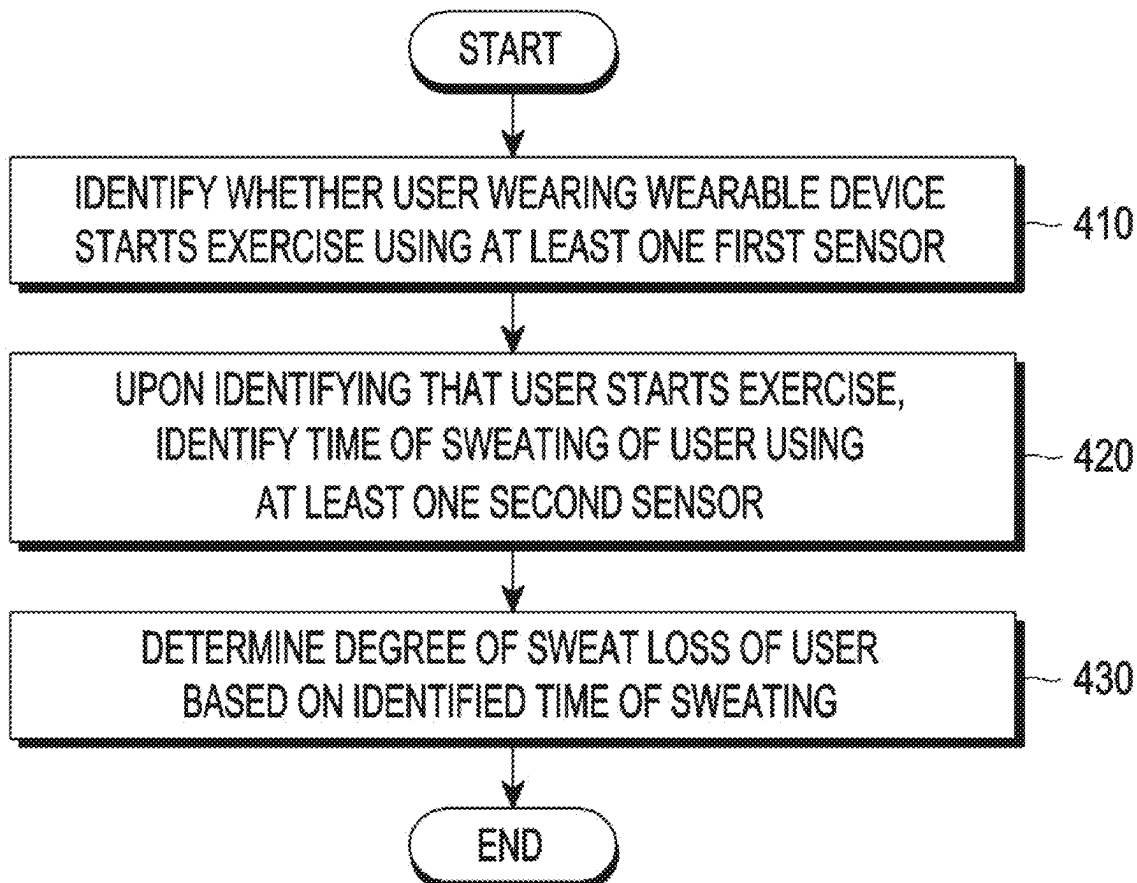 START
IDENTIFY WHETHER USER WEARING WEARABLE DEVICE
STARTS EXERCISE USING AT LEAST ONE FIRST SENSOR
410
UPON IDENTIFYING THAT USER STARTS EXERCISE,
IDENTIFY TIME OF SWEATING OF USER USING
AT LEAST ONE SECOND SENSOR
420
DETERMINE DEGREE OF SWEAT LOSS OF USER
BASED ON IDENTIFIED TIME OF SWEATING
430
END